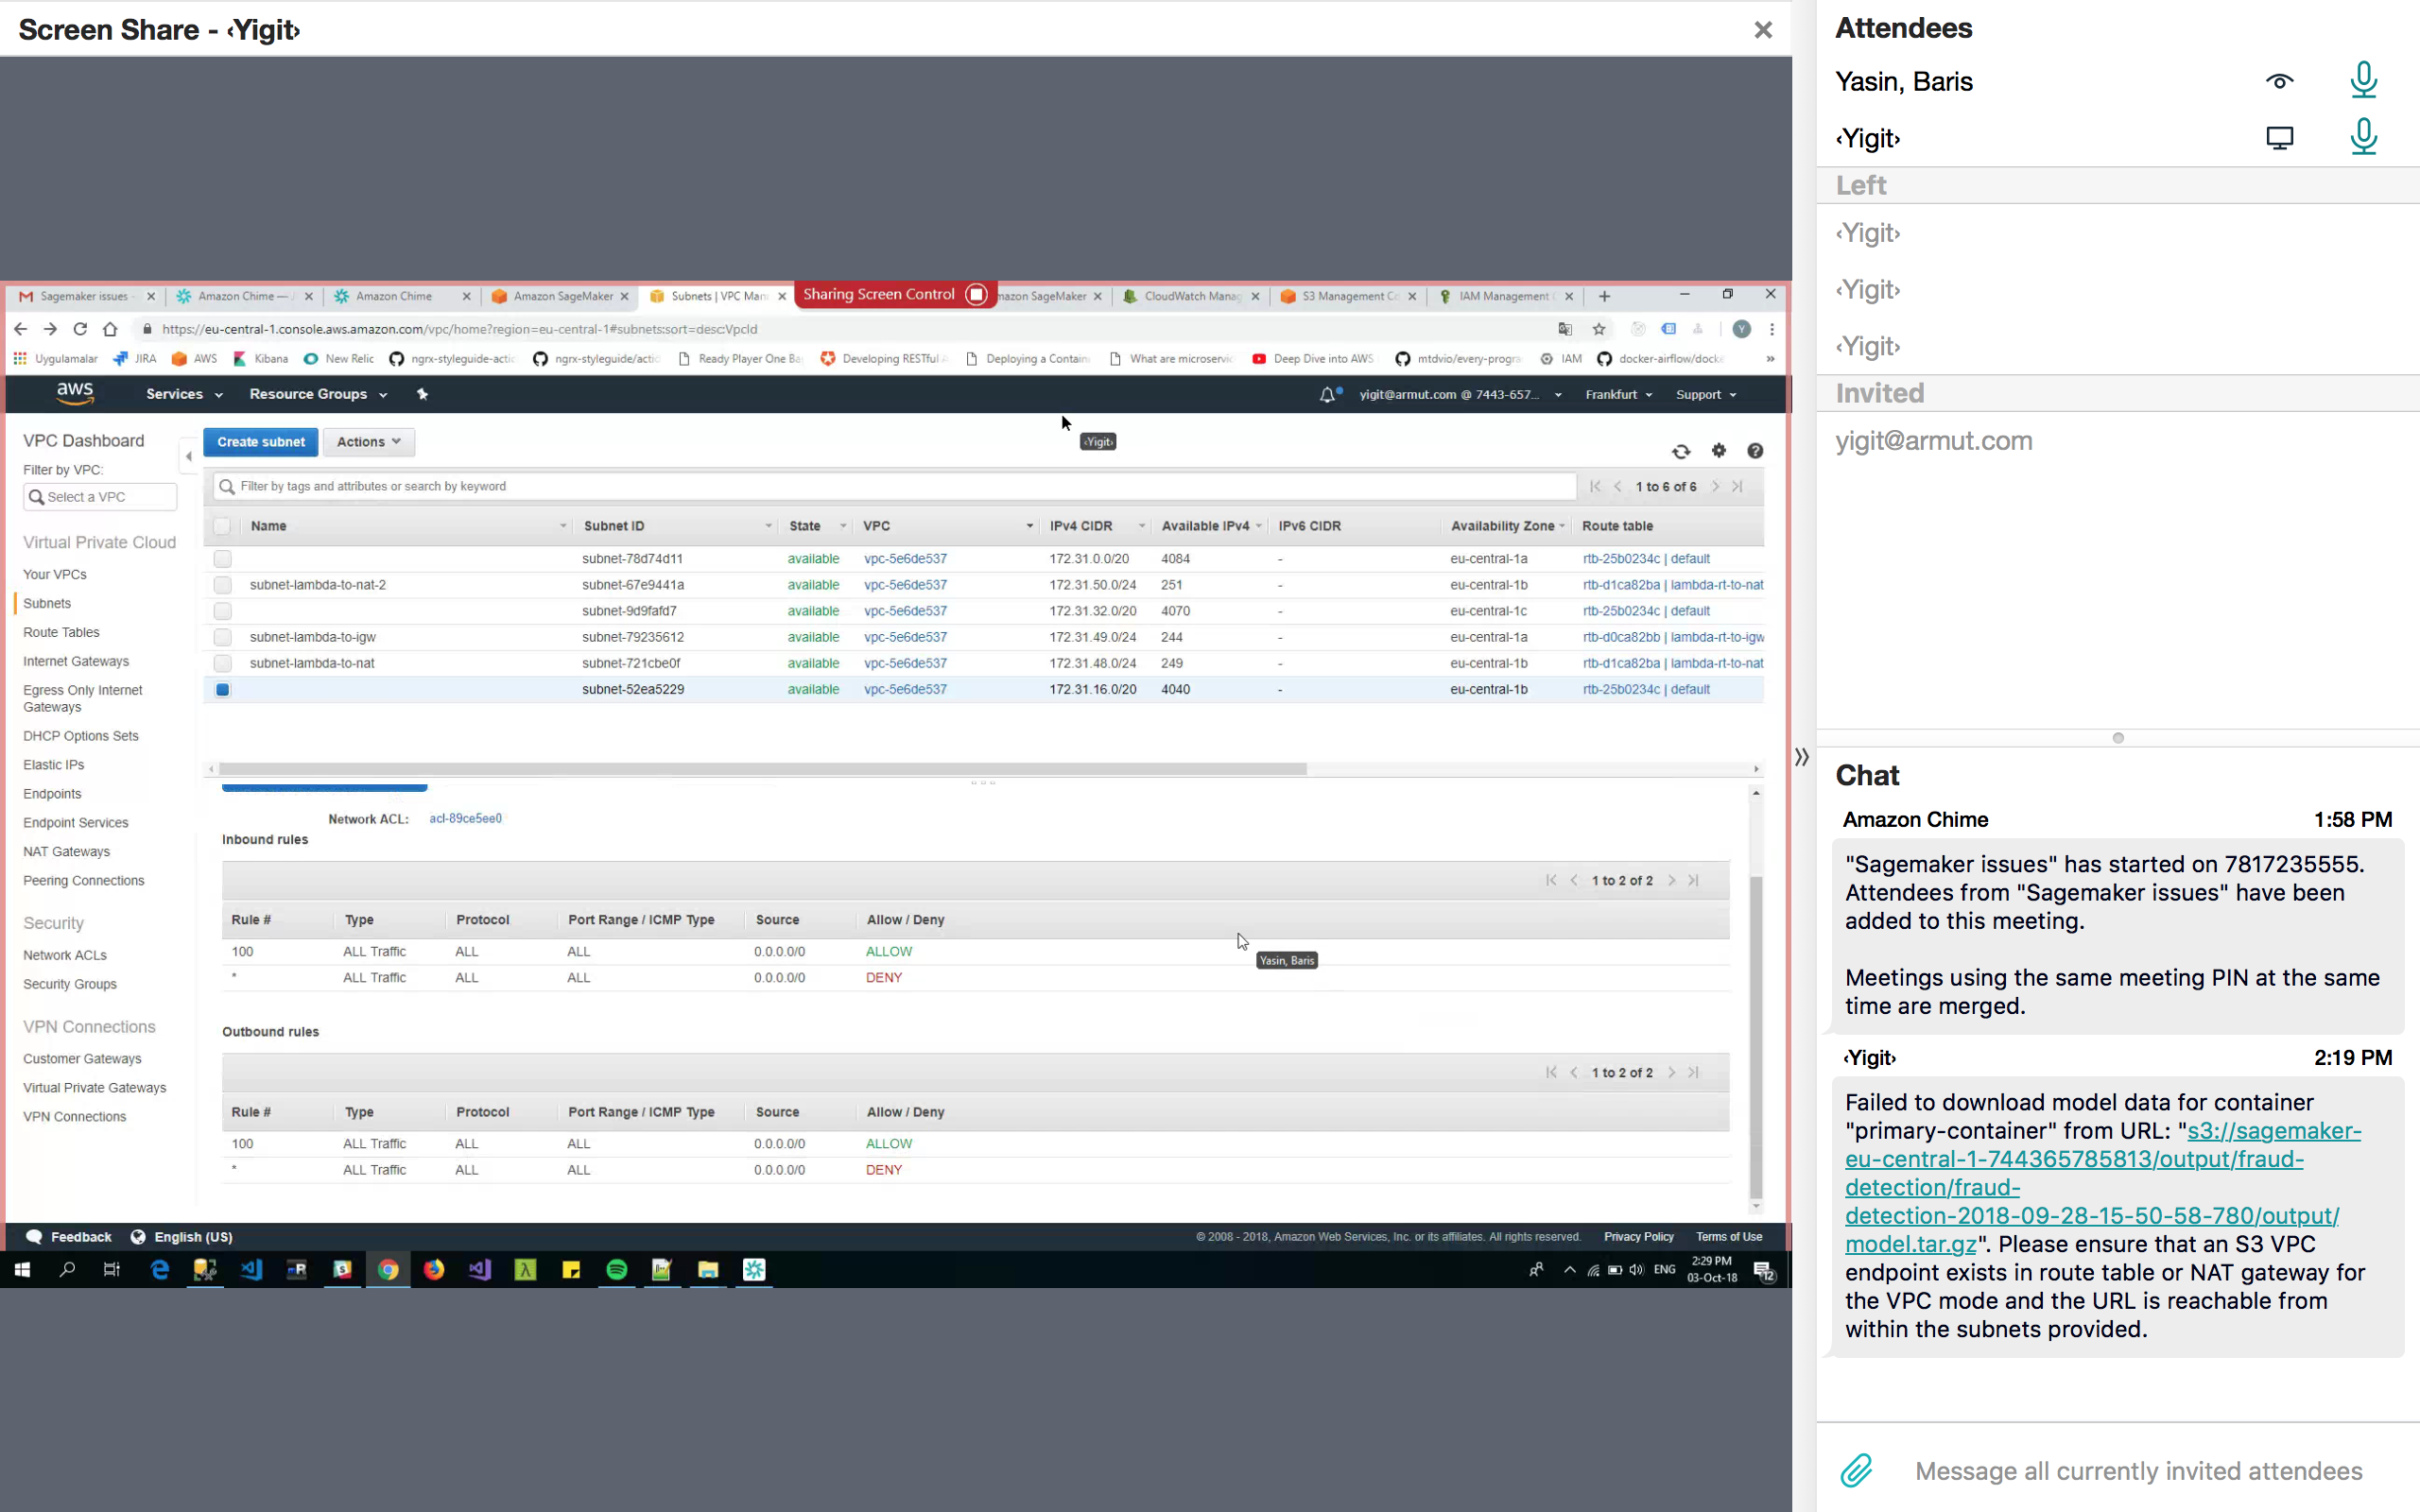 Screen Share - ‹Yigit›
Sagemaker issues -
Amazon Chime —
Amazon Chime
Amazon SageMaker
Subnets | VPC Man
Sharing Screen Control
mazon SageMaker
CloudWatch Manag
S3 Management Co
IAM Management C
https://eu-central-1.console.aws.amazon.com/vpc/home?region=eu-central-1#subnets:sort=desc:VpcId
Y
Uygulamalar
JIRA
AWS
Kibana
New Relic
ngrx-styleguide-actio
ngrx-styleguide/actio
Ready Player One Ba
Developing RESTful A
Deploying a Contain
What are microservic
Deep Dive into AWS
mtdvio/every-progra
IAM
docker-airflow/docke
»
aws
Services
Resource Groups
yigit@armut.com @ 7443-657...
Frankfurt
Support
‹Yigit›
VPC Dashboard
Filter by VPC:
Select a VPC
Virtual Private Cloud
Your VPCs
Subnets
Route Tables
Internet Gateways
Egress Only Internet
Gateways
DHCP Options Sets
Elastic IPs
Endpoints
Endpoint Services
NAT Gateways
Peering Connections
Security
Network ACLs
Security Groups
VPN Connections
Customer Gateways
Virtual Private Gateways
VPN Connections
Create subnet
Actions
Filter by tags and attributes or search by keyword
1 to 6 of 6
Name Subnet ID State VPC IPv4 CIDR Available IPv4 IPv6 CIDR Availability Zone Route table
subnet-78d74d11 available vpc-5e6de537 172.31.0.0/20 4084 - eu-central-1a rtb-25b0234c | default
subnet-lambda-to-nat-2 subnet-67e9441a available vpc-5e6de537 172.31.50.0/24 251 - eu-central-1b rtb-d1ca82ba | lambda-rt-to-nat
subnet-9d9fafd7 available vpc-5e6de537 172.31.32.0/20 4070 - eu-central-1c rtb-25b0234c | default
subnet-lambda-to-igw subnet-79235612 available vpc-5e6de537 172.31.49.0/24 244 - eu-central-1a rtb-d0ca82bb | lambda-rt-to-igw
subnet-lambda-to-nat subnet-721cbe0f available vpc-5e6de537 172.31.48.0/24 249 - eu-central-1b rtb-d1ca82ba | lambda-rt-to-nat
subnet-52ea5229 available vpc-5e6de537 172.31.16.0/20 4040 - eu-central-1b rtb-25b0234c | default
Network ACL: acl-89ce5ee0
Inbound rules
1 to 2 of 2
Rule # Type Protocol Port Range / ICMP Type Source Allow / Deny
100 ALL Traffic ALL ALL 0.0.0.0/0 ALLOW
* ALL Traffic ALL ALL 0.0.0.0/0 DENY
Yasin, Baris
Outbound rules
1 to 2 of 2
Rule # Type Protocol Port Range / ICMP Type Source Allow / Deny
100 ALL Traffic ALL ALL 0.0.0.0/0 ALLOW
* ALL Traffic ALL ALL 0.0.0.0/0 DENY
Feedback
English (US)
© 2008 - 2018, Amazon Web Services, Inc. or its affiliates. All rights reserved.
Privacy Policy
Terms of Use
ENG
2:29 PM
03-Oct-18
12
Attendees
Yasin, Baris
‹Yigit›
Left
‹Yigit›
‹Yigit›
‹Yigit›
Invited
yigit@armut.com
Chat
Amazon Chime 1:58 PM
"Sagemaker issues" has started on 7817235555.
Attendees from "Sagemaker issues" have been
added to this meeting.
Meetings using the same meeting PIN at the same
time are merged.
‹Yigit› 2:19 PM
Failed to download model data for container
"primary-container" from URL: "s3://sagemaker-
eu-central-1-744365785813/output/fraud-
detection/fraud-
detection-2018-09-28-15-50-58-780/output/
model.tar.gz". Please ensure that an S3 VPC
endpoint exists in route table or NAT gateway for
the VPC mode and the URL is reachable from
within the subnets provided.
Message all currently invited attendees